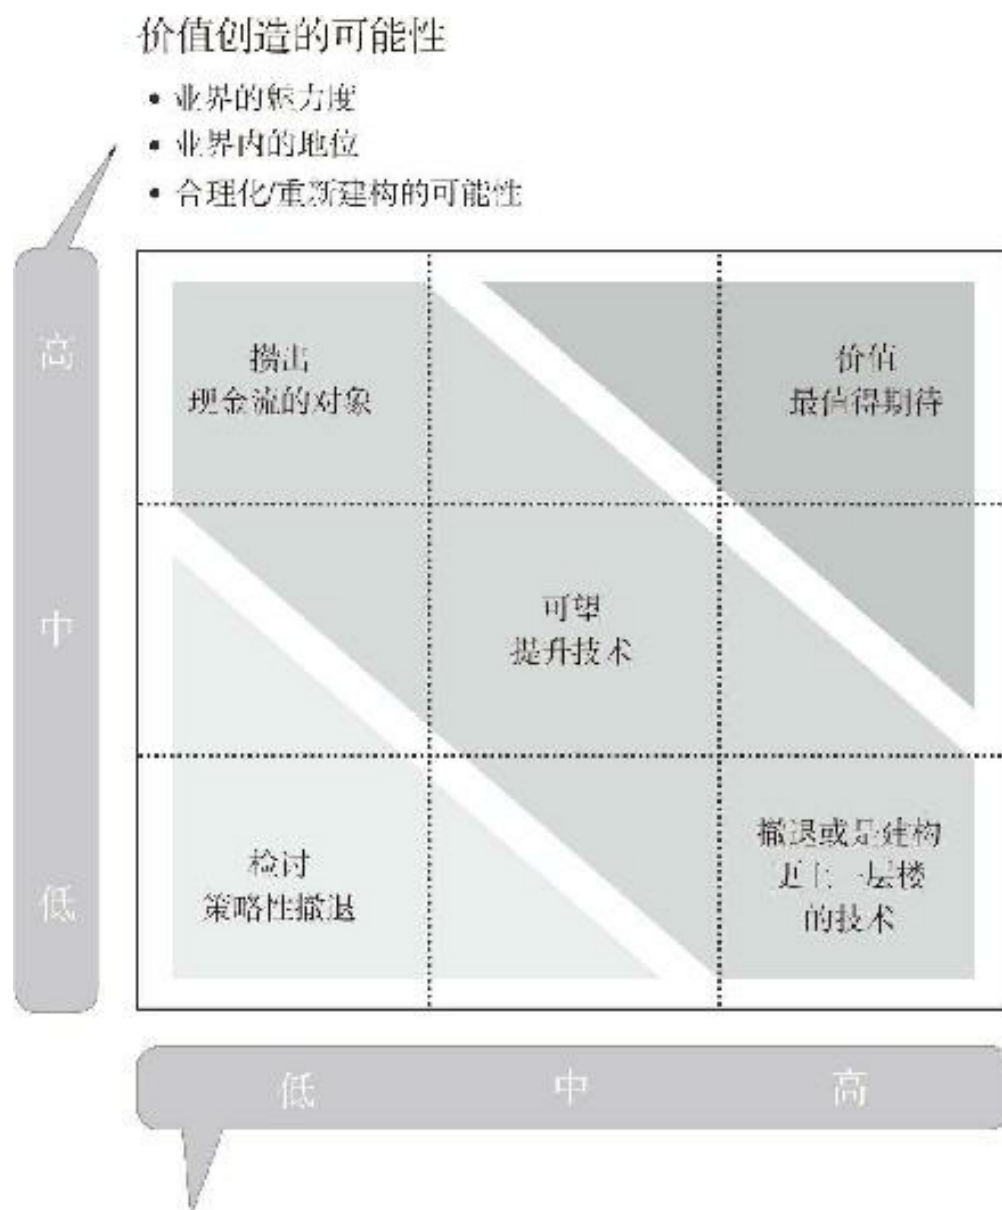 价值创造的可能性
• 业界的魅力度
• 业界内的地位
• 合理化/重新建构的可能性
高
捞出
现金流的对象
价值
最值得期待
中
可望
提升技术
低
检讨
策略性撤退
撤退或是建构
更上一层楼
的技术
低 中 高